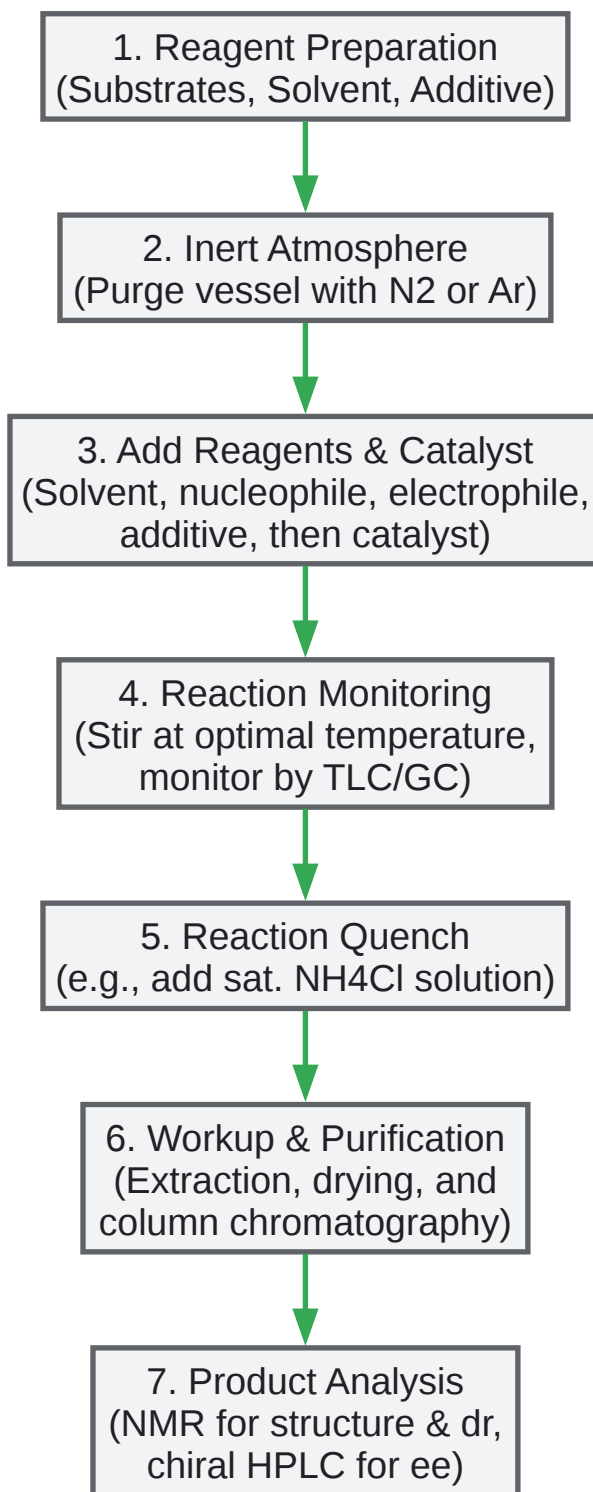 1. Reagent Preparation
(Substrates, Solvent, Additive)
2. Inert Atmosphere
(Purge vessel with N2 or Ar)
3. Add Reagents & Catalyst
(Solvent, nucleophile, electrophile,
additive, then catalyst)
4. Reaction Monitoring
(Stir at optimal temperature,
monitor by TLC/GC)
5. Reaction Quench
(e.g., add sat. NH4Cl solution)
6. Workup & Purification
(Extraction, drying, and
column chromatography)
7. Product Analysis
(NMR for structure & dr,
chiral HPLC for ee)